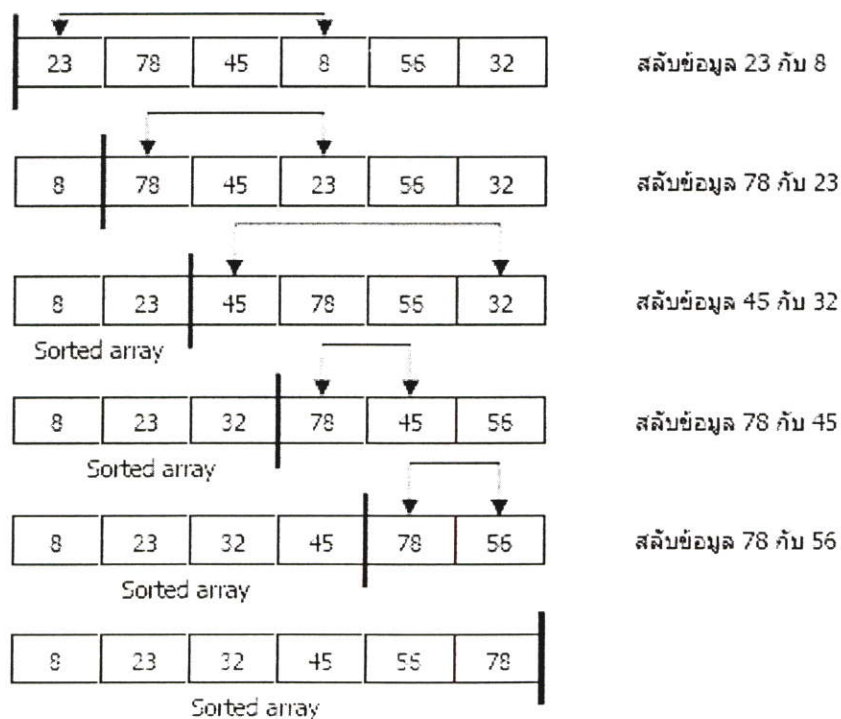 23 78 45 8 56 32 สลับข้อมูล 23 กับ 8
8 78 45 23 56 32 สลับข้อมูล 78 กับ 23
8 23 45 78 56 32 สลับข้อมูล 45 กับ 32
Sorted array
8 23 32 78 45 56 สลับข้อมูล 78 กับ 45
Sorted array
8 23 32 45 78 56 สลับข้อมูล 78 กับ 56
Sorted array
8 23 32 45 56 78
Sorted array